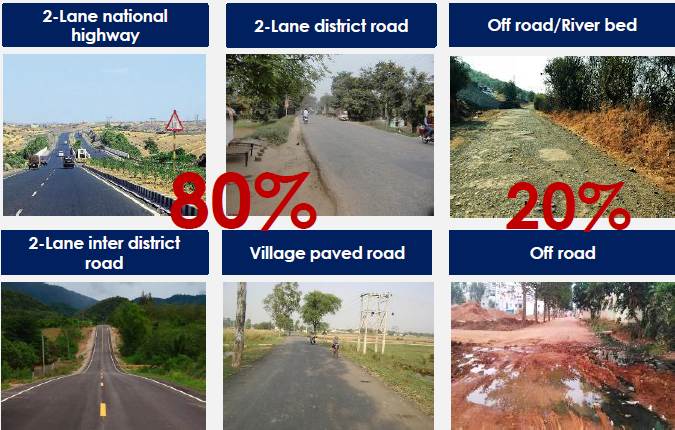 2-Lane national
highway
2-Lane district road
Off road/River bed
80%
20%
2-Lane inter district
road
Village paved road
Off road